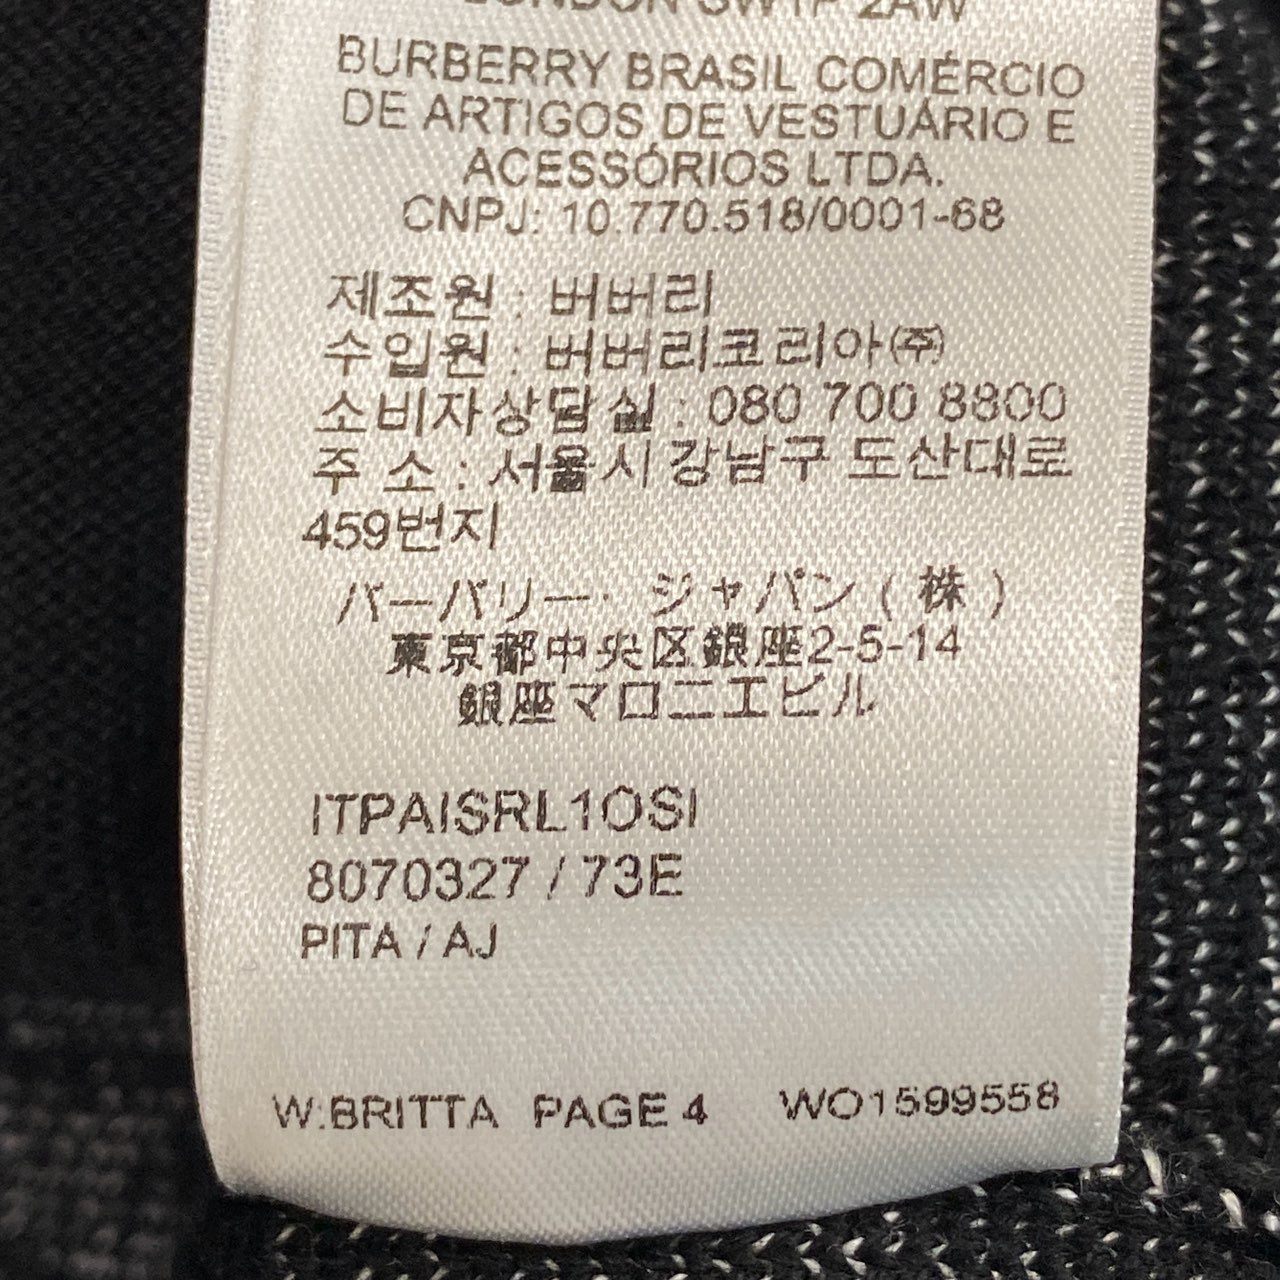 LONDON SW1P 2AW
BURBERRY BRASIL COMÉRCIO
DE ARTIGOS DE VESTUÁRIO E
ACESSÓRIOS LTDA.
CNPJ: 10.770.518/0001-68
제조원 : 버버리
수입원 : 버버리코리아㈜
소비자상담실 : 080 700 8800
주 소 : 서울시 강남구 도산대로
459번지
バーバリー・ジャパン ( 株 )
東京都中央区銀座2-5-14
銀座マロニエビル
ITPAISRL1OSI
8070327 / 73E
PITA / AJ
W:BRITTA PAGE 4 WO1599558